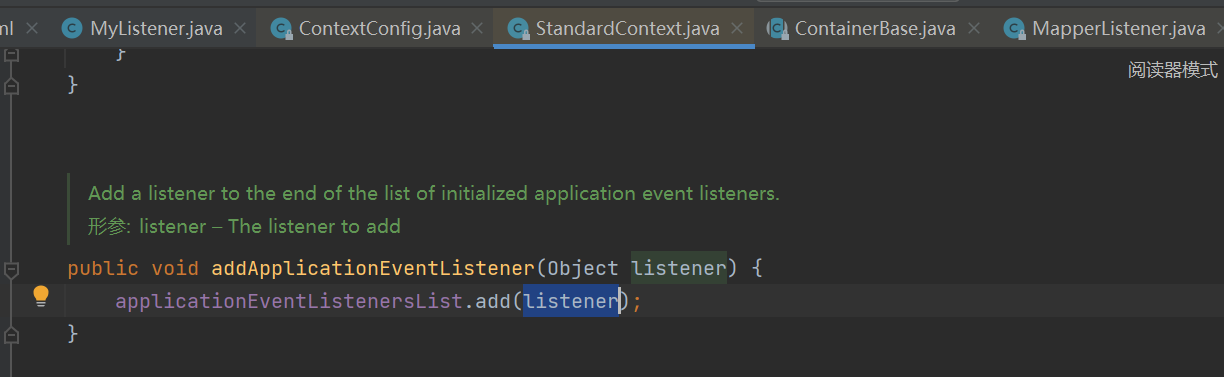 ml MyListener.java ContextConfig.java StandardContext.java ContainerBase.java MapperListener.java
}
阅读器模式
}
Add a listener to the end of the list of initialized application event listeners.
形参: listener – The listener to add
public void addApplicationEventListener(Object listener) {
applicationEventListenersList.add(listener);
}